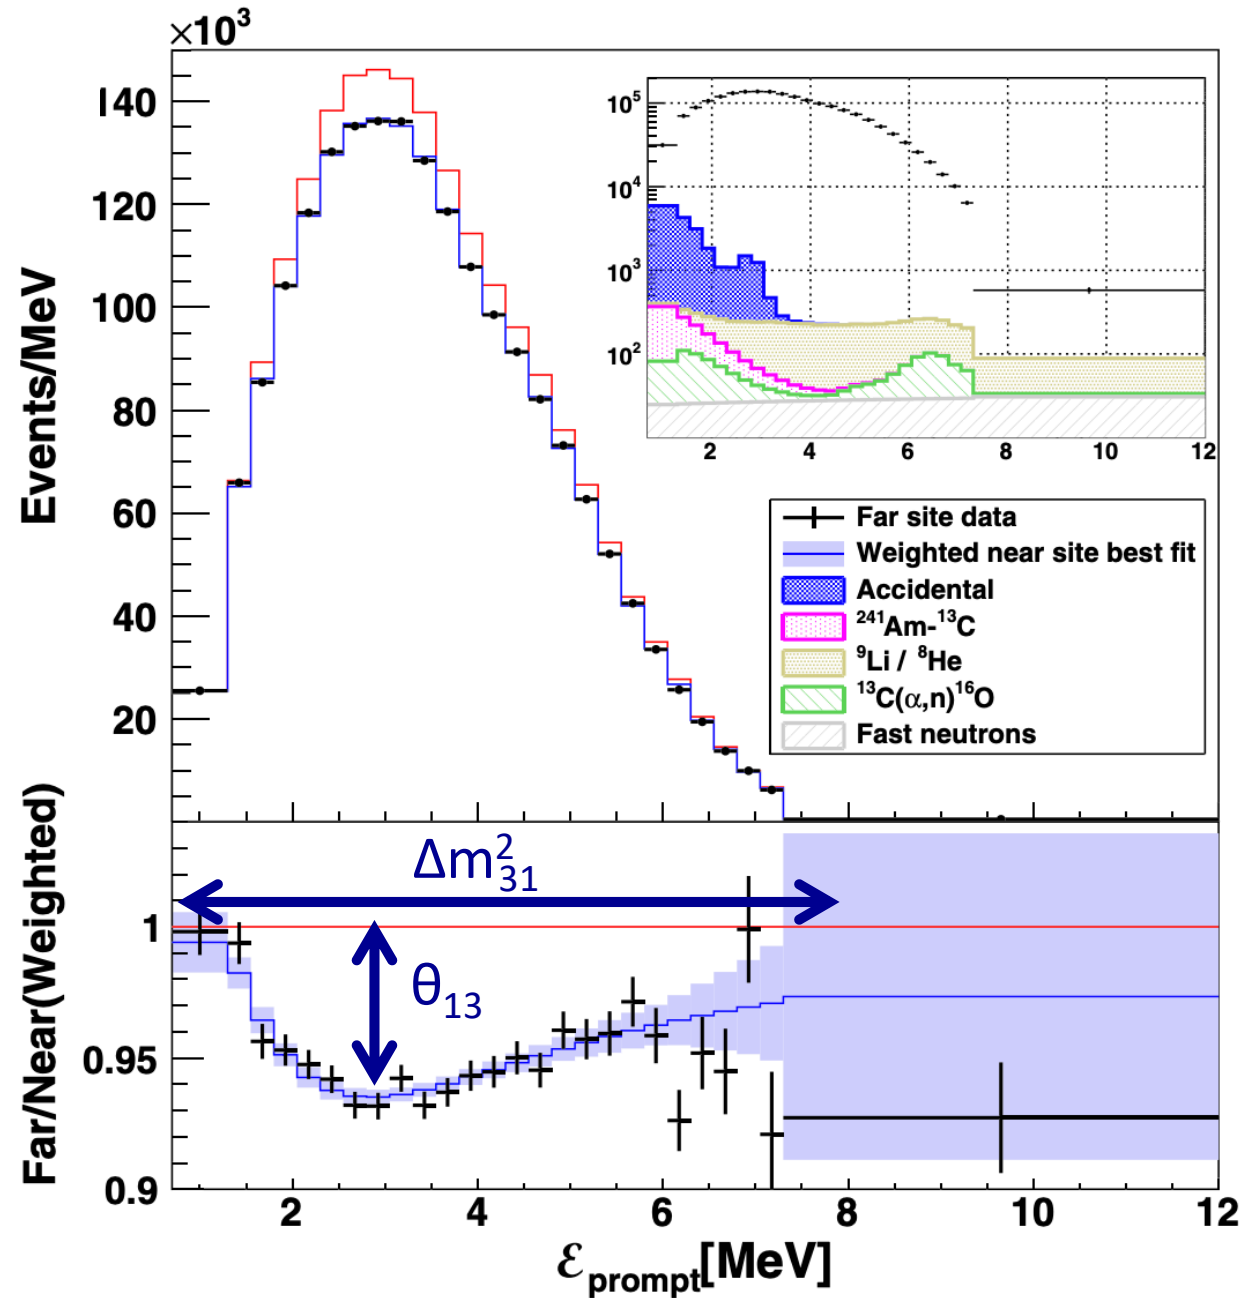 ×10³
Events/MeV
140
120
100
80
60
40
20
10⁵
10⁴
10³
10²
2 4 6 8 10 12
Far site data
Weighted near site best fit
Accidental
²⁴¹Am-¹³C
⁹Li / ⁸He
¹³C(α,n)¹⁶O
Fast neutrons
Far/Near(Weighted)
Δm²₃₁
θ₁₃
1
0.95
0.9
2 4 6 8 10 12
ℰprompt[MeV]